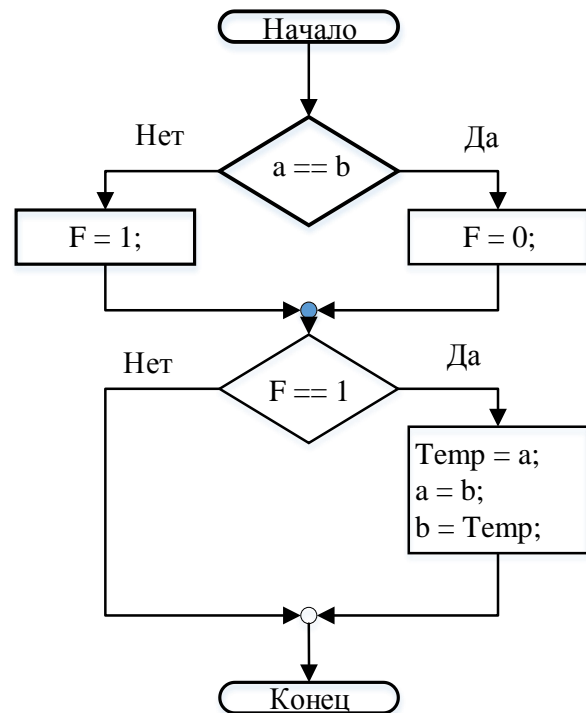 Начало
Нет
Да
a == b
F = 1;
F = 0;
Нет
Да
F == 1
Temp = a;
a = b;
b = Temp;
Конец